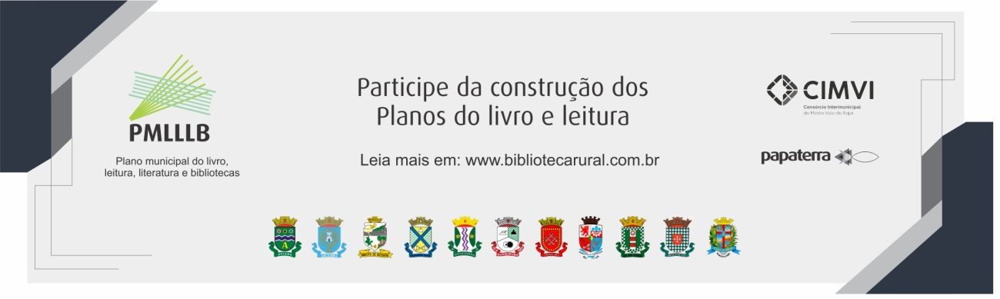 PMLLLB
Plano municipal do livro,
leitura, literatura e bibliotecas
Participe da construção dos
Planos do livro e leitura
Leia mais em: www.bibliotecarural.com.br
CIMVI
Consórcio Intermunicipal
do Médio Vale do Itajaí
papaterra